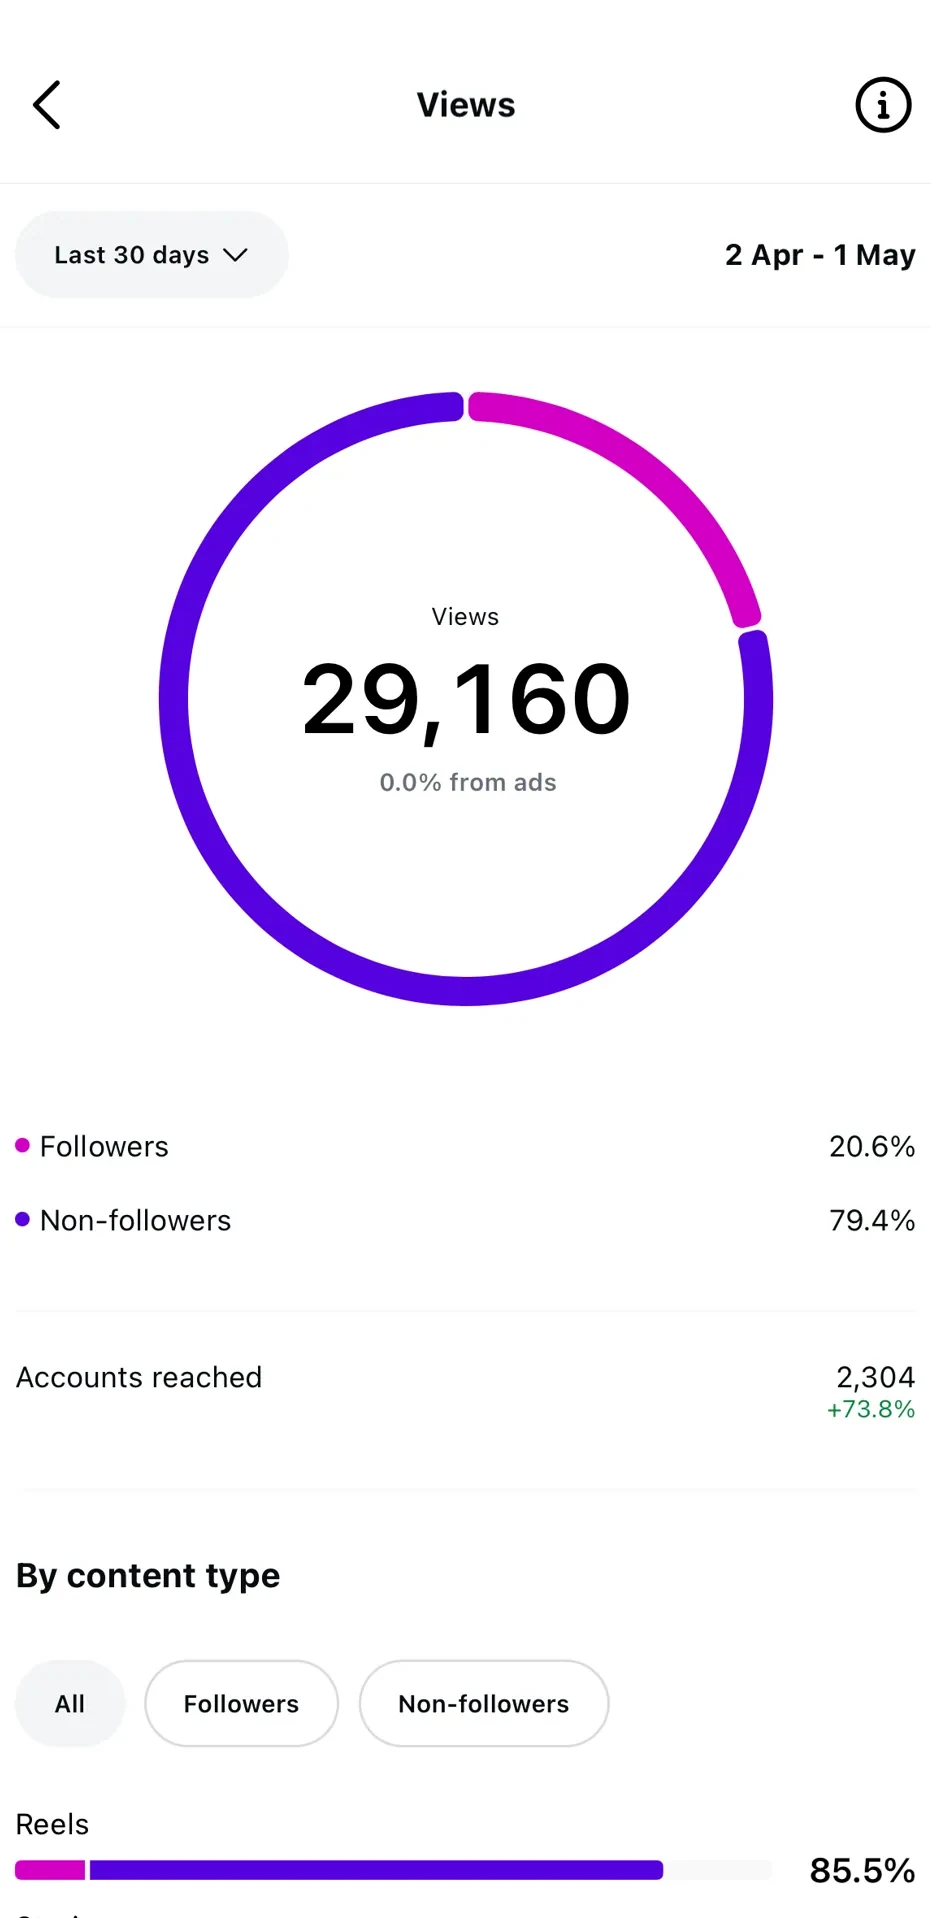 Views
Last 30 days
2 Apr - 1 May
Views
29,160
0.0% from ads
Followers 20.6%
Non-followers 79.4%
Accounts reached 2,304
+73.8%
By content type
All Followers Non-followers
Reels
85.5%